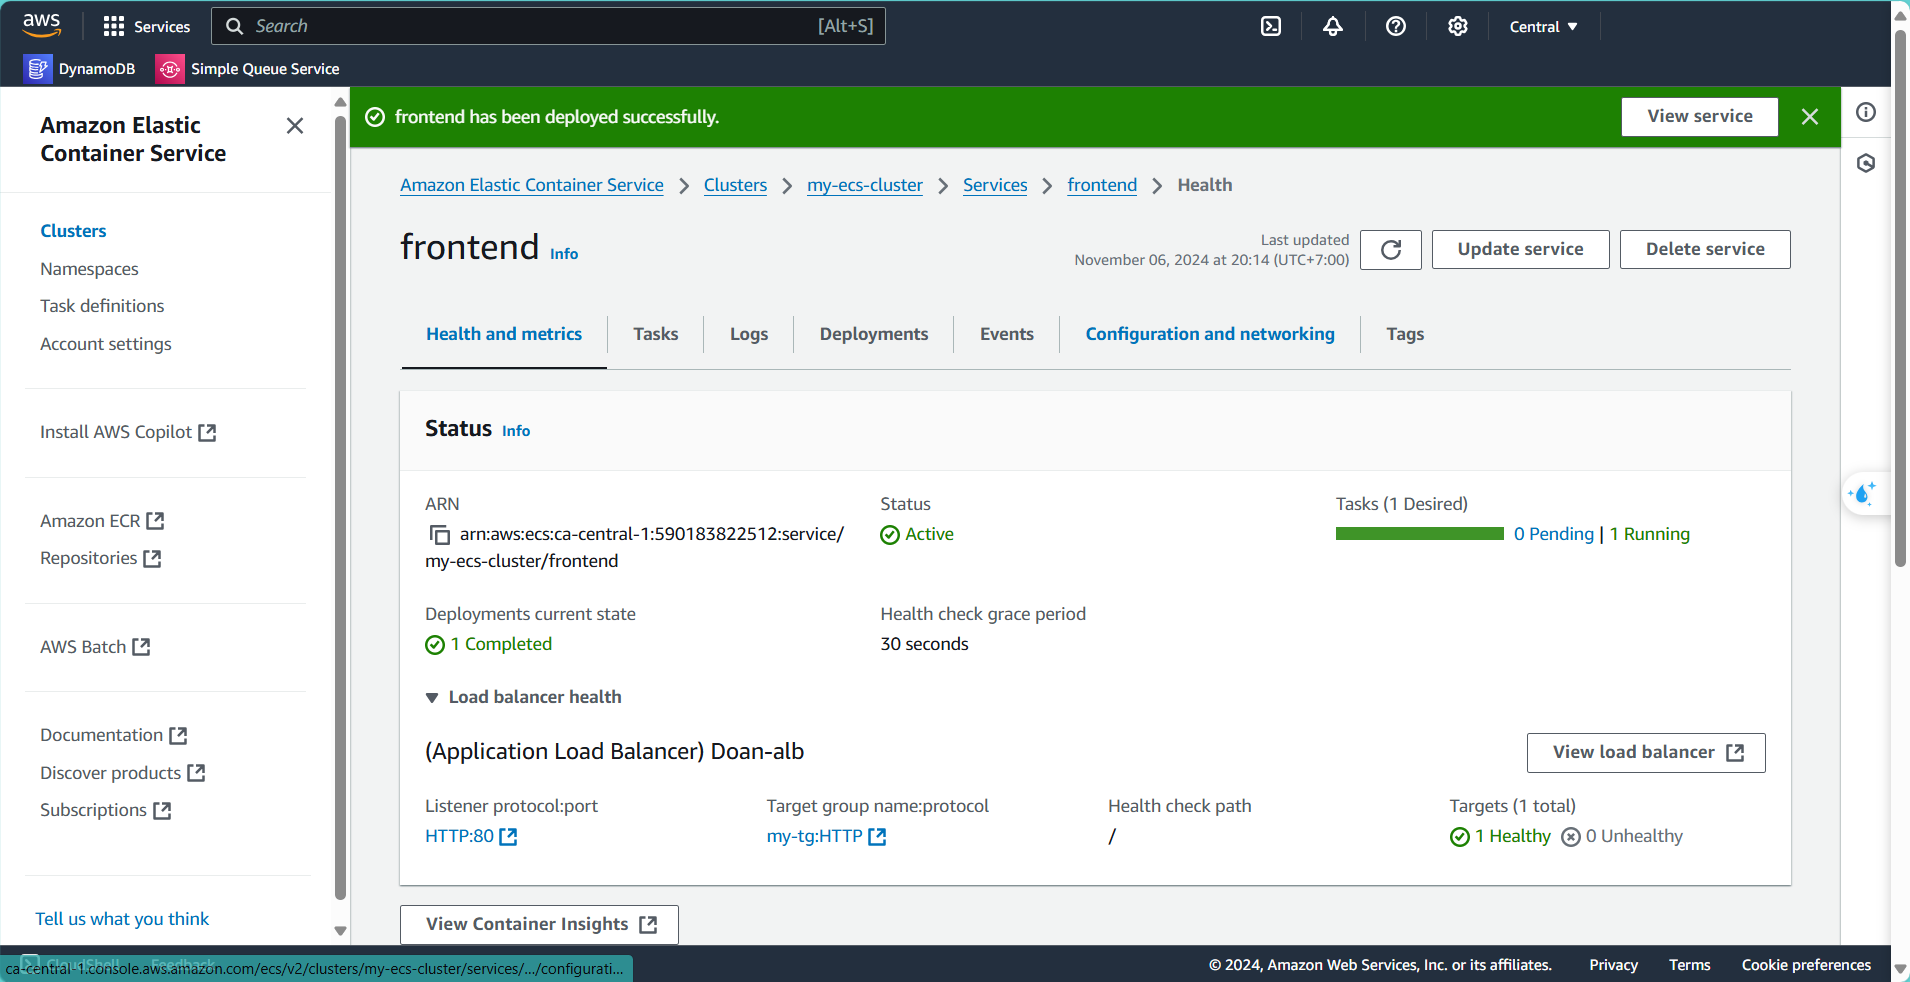 aws
Services
Search
[Alt+S]
Central
DynamoDB
Simple Queue Service
Amazon Elastic
Container Service
Clusters
Namespaces
Task definitions
Account settings
Install AWS Copilot
Amazon ECR
Repositories
AWS Batch
Documentation
Discover products
Subscriptions
Tell us what you think
frontend has been deployed successfully.
View service
Amazon Elastic Container Service
Clusters
my-ecs-cluster
Services
frontend
Health
frontend Info
Last updated
November 06, 2024 at 20:14 (UTC+7:00)
Update service
Delete service
Health and metrics
Tasks
Logs
Deployments
Events
Configuration and networking
Tags
Status Info
ARN
arn:aws:ecs:ca-central-1:590183822512:service/
my-ecs-cluster/frontend
Status
Active
Tasks (1 Desired)
0 Pending | 1 Running
Deployments current state
1 Completed
Health check grace period
30 seconds
Load balancer health
(Application Load Balancer) Doan-alb
View load balancer
Listener protocol:port
HTTP:80
Target group name:protocol
my-tg:HTTP
Health check path
/
Targets (1 total)
1 Healthy 0 Unhealthy
View Container Insights
CloudShell
Feedback
ca-central-1.console.aws.amazon.com/ecs/v2/clusters/my-ecs-cluster/services/.../configurati...
© 2024, Amazon Web Services, Inc. or its affiliates.
Privacy
Terms
Cookie preferences